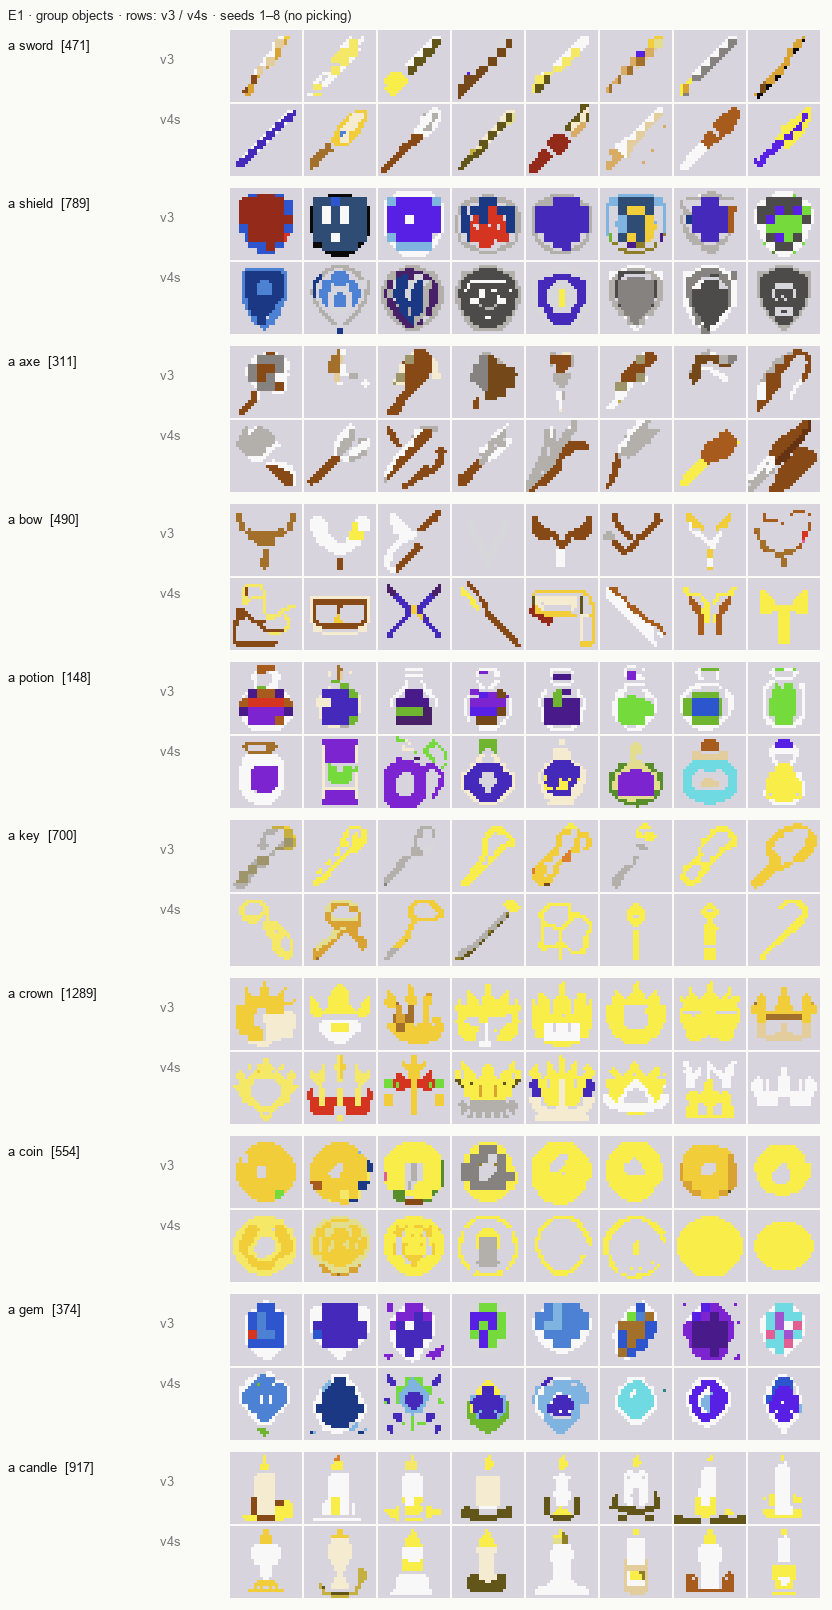 E1 · group objects · rows: v3 / v4s · seeds 1–8 (no picking)
a sword [471]
v3
v4s
a shield [789]
v3
v4s
a axe [311]
v3
v4s
a bow [490]
v3
v4s
a potion [148]
v3
v4s
a key [700]
v3
v4s
a crown [1289]
v3
v4s
a coin [554]
v3
v4s
a gem [374]
v3
v4s
a candle [917]
v3
v4s